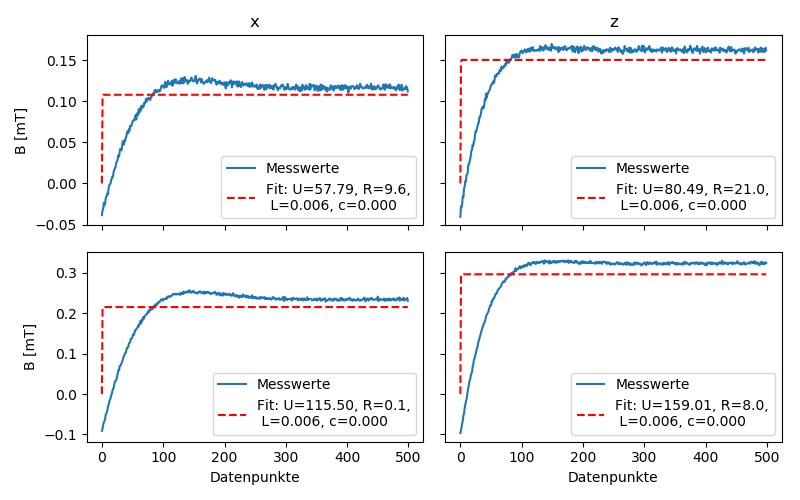 x
z
B [mT]
0.15
0.10
0.05
0.00
−0.05
Messwerte
Fit: U=57.79, R=9.6,
L=0.006, c=0.000
Messwerte
Fit: U=80.49, R=21.0,
L=0.006, c=0.000
B [mT]
0.3
0.2
0.1
0.0
−0.1
Messwerte
Fit: U=115.50, R=0.1,
L=0.006, c=0.000
Messwerte
Fit: U=159.01, R=8.0,
L=0.006, c=0.000
0 100 200 300 400 500
0 100 200 300 400 500
Datenpunkte
Datenpunkte